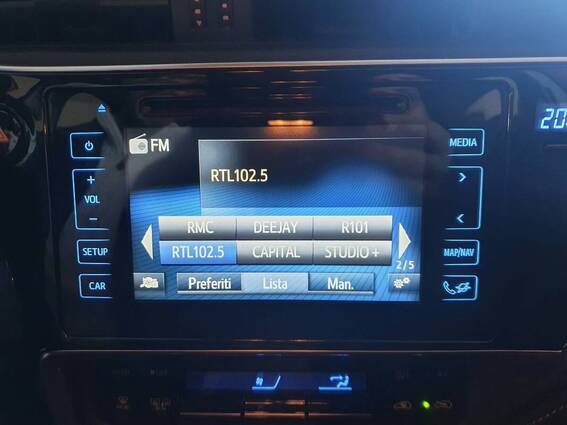 FM
MEDIA
RTL102.5
VOL
RMC DEEJAY R101
RTL102.5 CAPITAL STUDIO +
SETUP
MAP/NAV
2/5
CAR
Preferiti Lista Man.